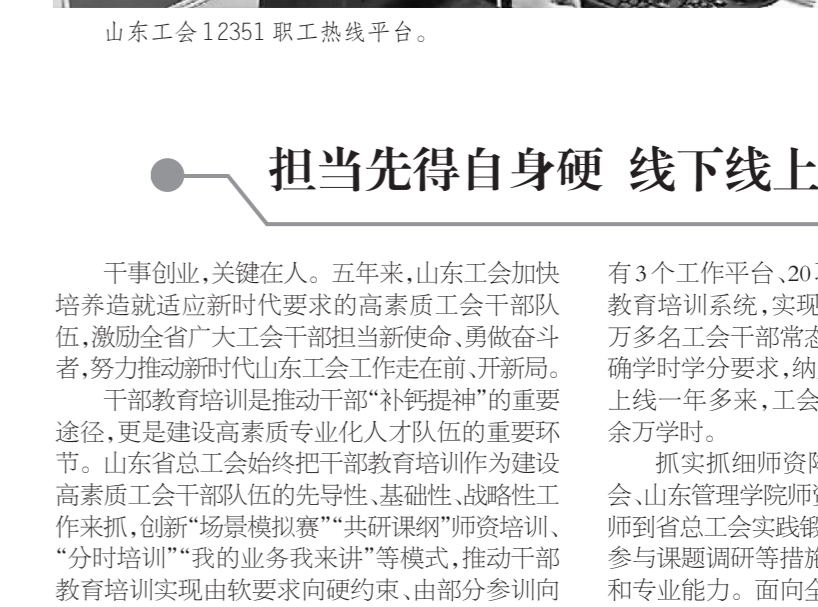 山东工会12351职工热线平台。
担当先得自身硬 线下线上
干事创业,关键在人。五年来,山东工会加快
培养造就适应新时代要求的高素质工会干部队
伍,激励全省广大工会干部担当新使命、勇做奋斗
者,努力推动新时代山东工会工作走在前、开新局。
干部教育培训是推动干部“补钙提神”的重要
途径,更是建设高素质专业化人才队伍的重要环
节。山东省总工会始终把干部教育培训作为建设
高素质工会干部队伍的先导性、基础性、战略性工
作来抓,创新“场景模拟赛”“共研课纲”师资培训、
“分时培训”“我的业务我来讲”等模式,推动干部
教育培训实现由软要求向硬约束、由部分参训向
有3个工作平台、20
教育培训系统,实现
万多名工会干部常态
确学时学分要求,纳
上线一年多来,工会
余万学时。
抓实抓细师资
会、山东管理学院师资
师到省总工会实践锻
参与课题调研等措施
和专业能力。面向全